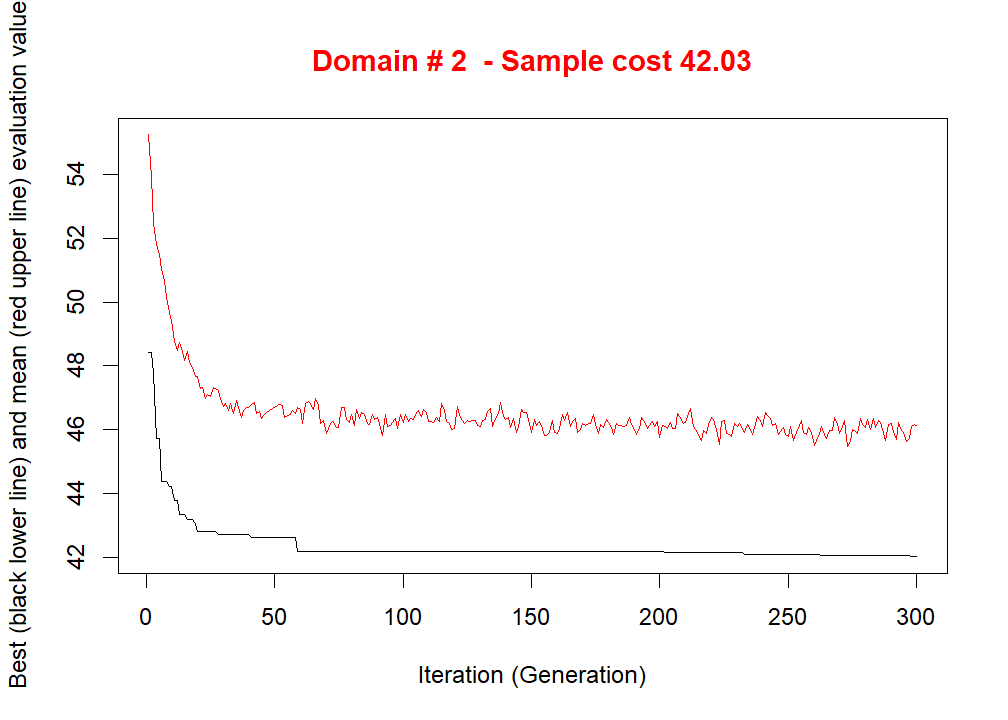 Domain # 2  - Sample cost 42.03
Best (black lower line) and mean (red upper line) evaluation value
54
52
50
48
46
44
42
0 50 100 150 200 250 300
Iteration (Generation)